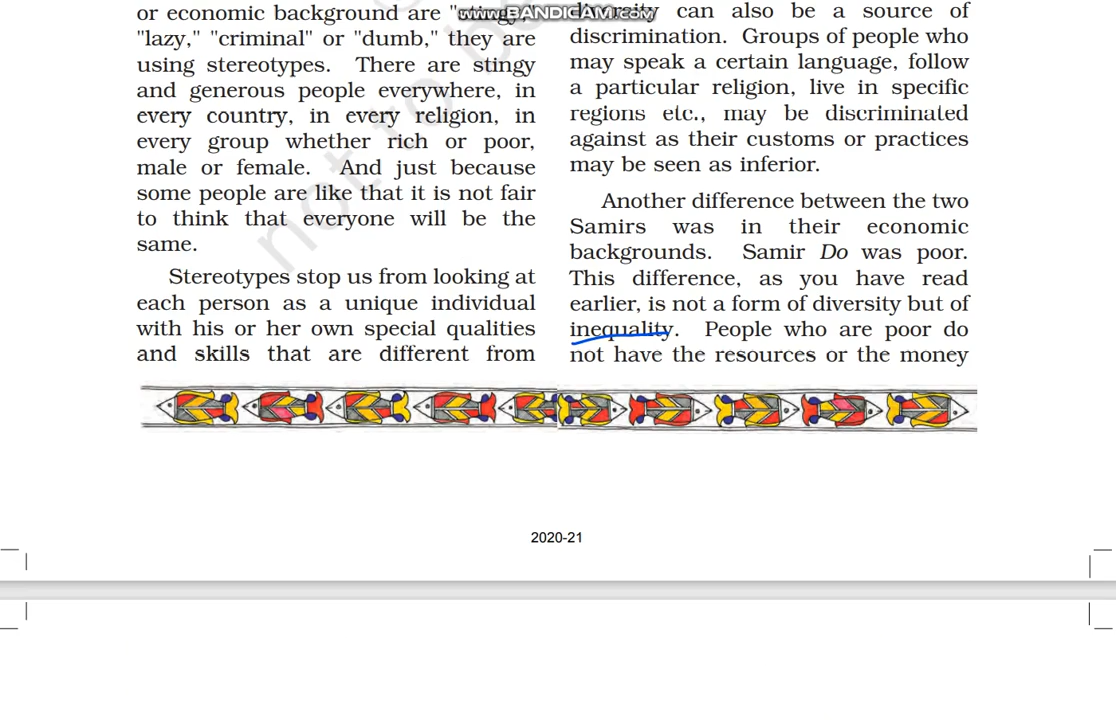 or economic background are "stingy,"
"lazy," "criminal" or "dumb," they are
using stereotypes. There are stingy
and generous people everywhere, in
every country, in every religion, in
every group whether rich or poor,
male or female. And just because
some people are like that it is not fair
to think that everyone will be the
same.
Stereotypes stop us from looking at
each person as a unique individual
with his or her own special qualities
and skills that are different from
www.BANDICAM.com
diversity can also be a source of
discrimination. Groups of people who
may speak a certain language, follow
a particular religion, live in specific
regions etc., may be discriminated
against as their customs or practices
may be seen as inferior.
Another difference between the two
Samirs was in their economic
backgrounds. Samir Do was poor.
This difference, as you have read
earlier, is not a form of diversity but of
inequality. People who are poor do
not have the resources or the money
not to be
2020-21